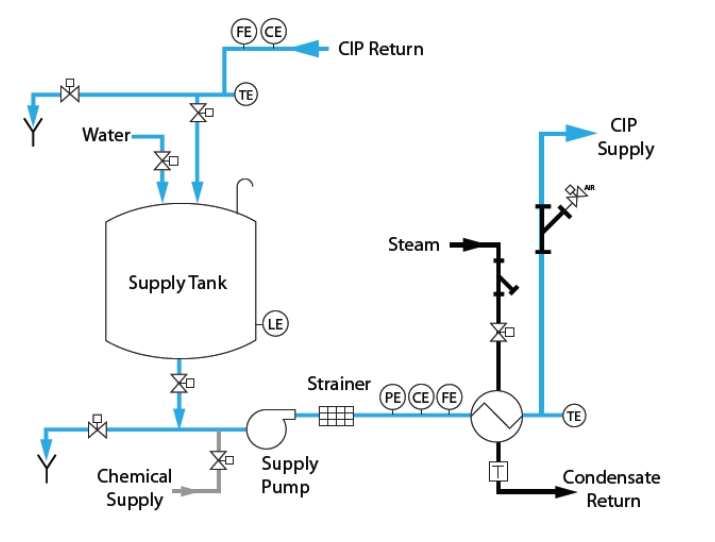 FE CE
CIP Return
TE
Water
CIP
Supply
AIR
Steam
Supply Tank
LE
Strainer
PE CE FE
TE
Supply
Pump
Chemical
Supply
T
Condensate
Return